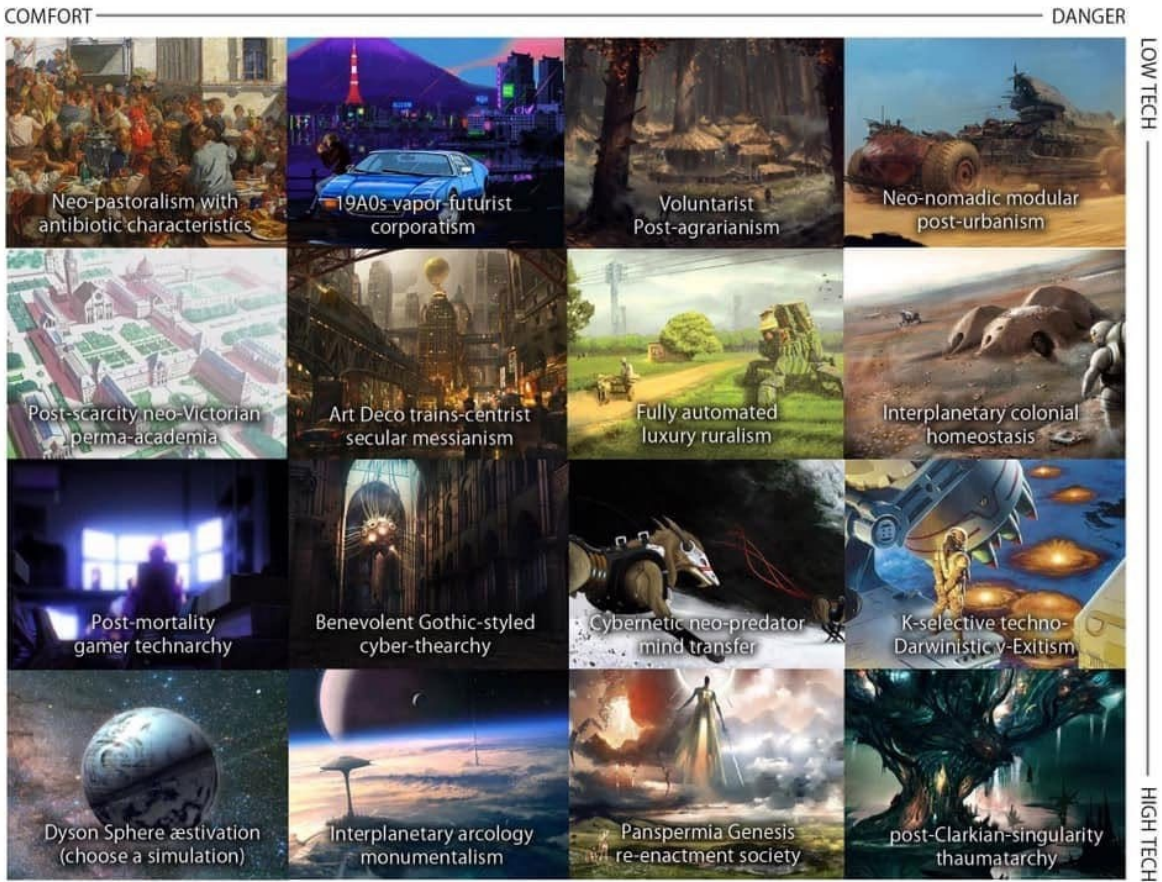 COMFORT
DANGER
LOW TECH
Neo-pastoralism with
antibiotic characteristics
19A0s vapor-futurist
corporatism
Voluntarist
Post-agrarianism
Neo-nomadic modular
post-urbanism
Post-scarcity neo-Victorian
perma-academia
Art Deco trains-centrist
secular messianism
Fully automated
luxury ruralism
Interplanetary colonial
homeostasis
Post-mortality
gamer technarchy
Benevolent Gothic-styled
cyber-thearchy
Cybernetic neo-predator
mind transfer
K-selective techno-
Darwinistic v-Exitism
Dyson Sphere æstivation
(choose a simulation)
Interplanetary arcology
monumentalism
Panspermia Genesis
re-enactment society
post-Clarkian-singularity
thaumatarchy
HIGH TECH